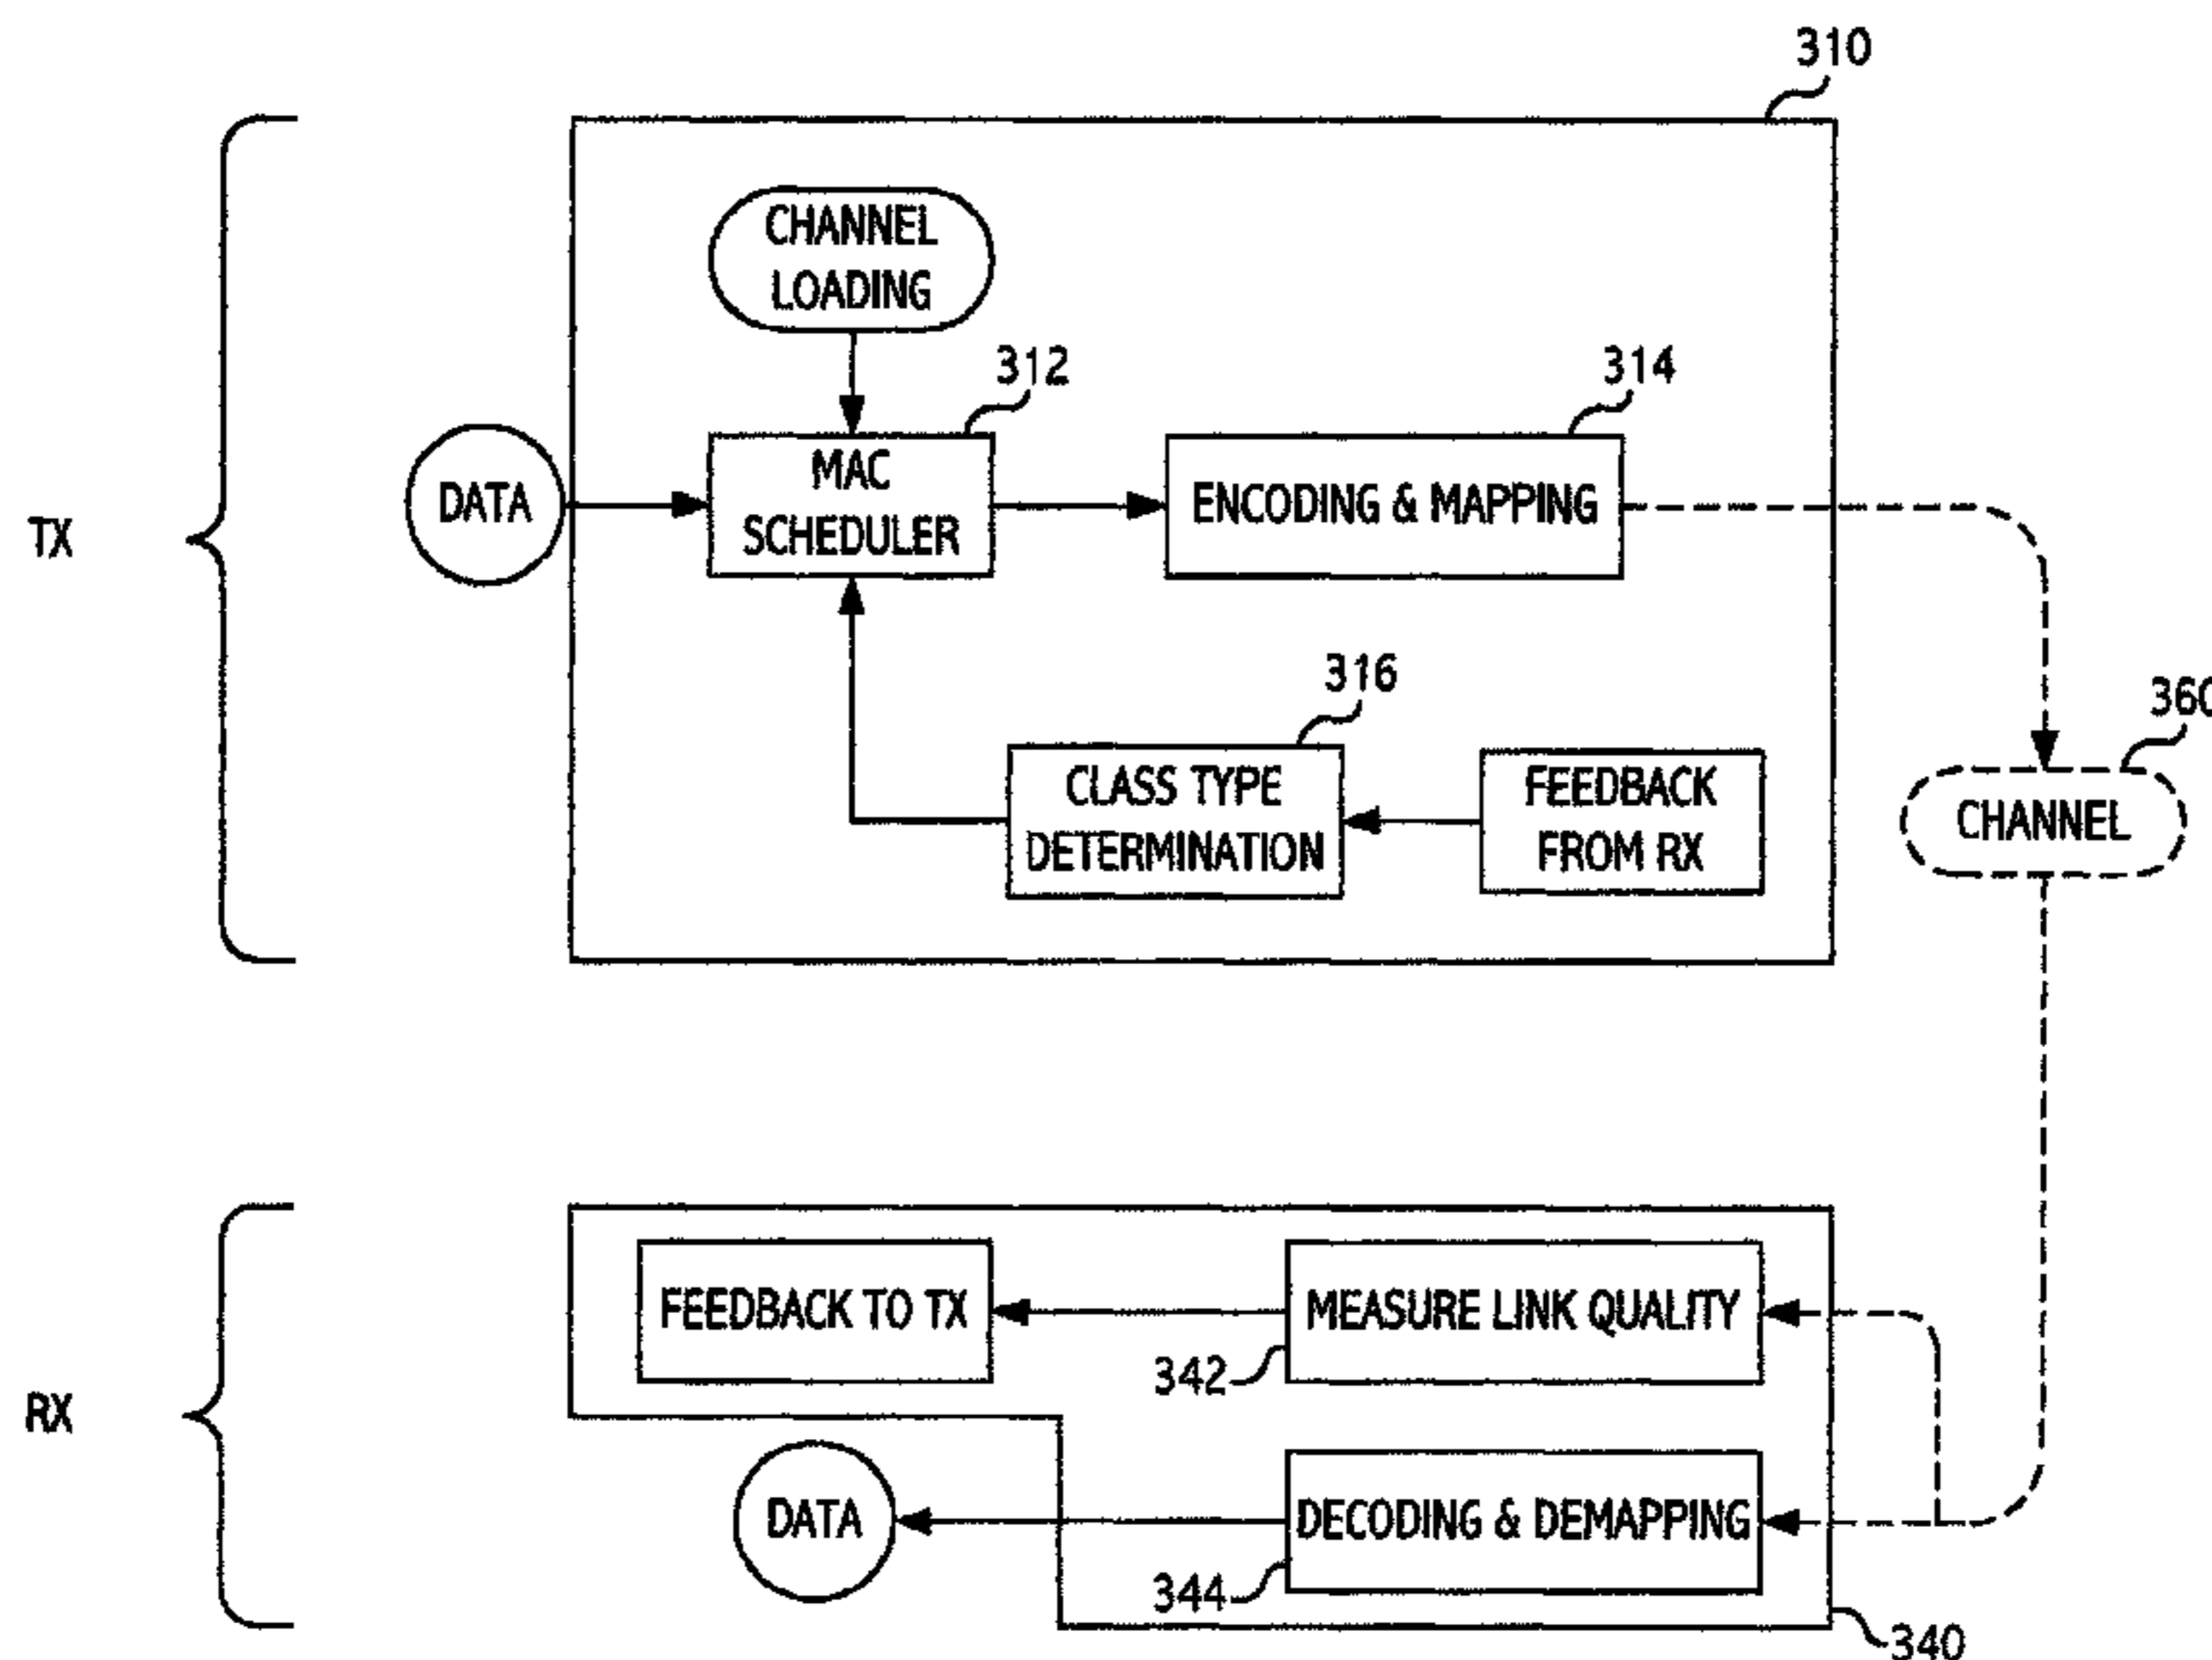 310
CHANNEL
LOADING
312
314
MAC
SCHEDULER
DATA
ENCODING & MAPPING
TX
316
360
CLASS TYPE
DETERMINATION
FEEDBACK
FROM RX
CHANNEL
FEEDBACK TO TX
MEASURE LINK QUALITY
342
RX
DATA
DECODING & DEMAPPING
344
340